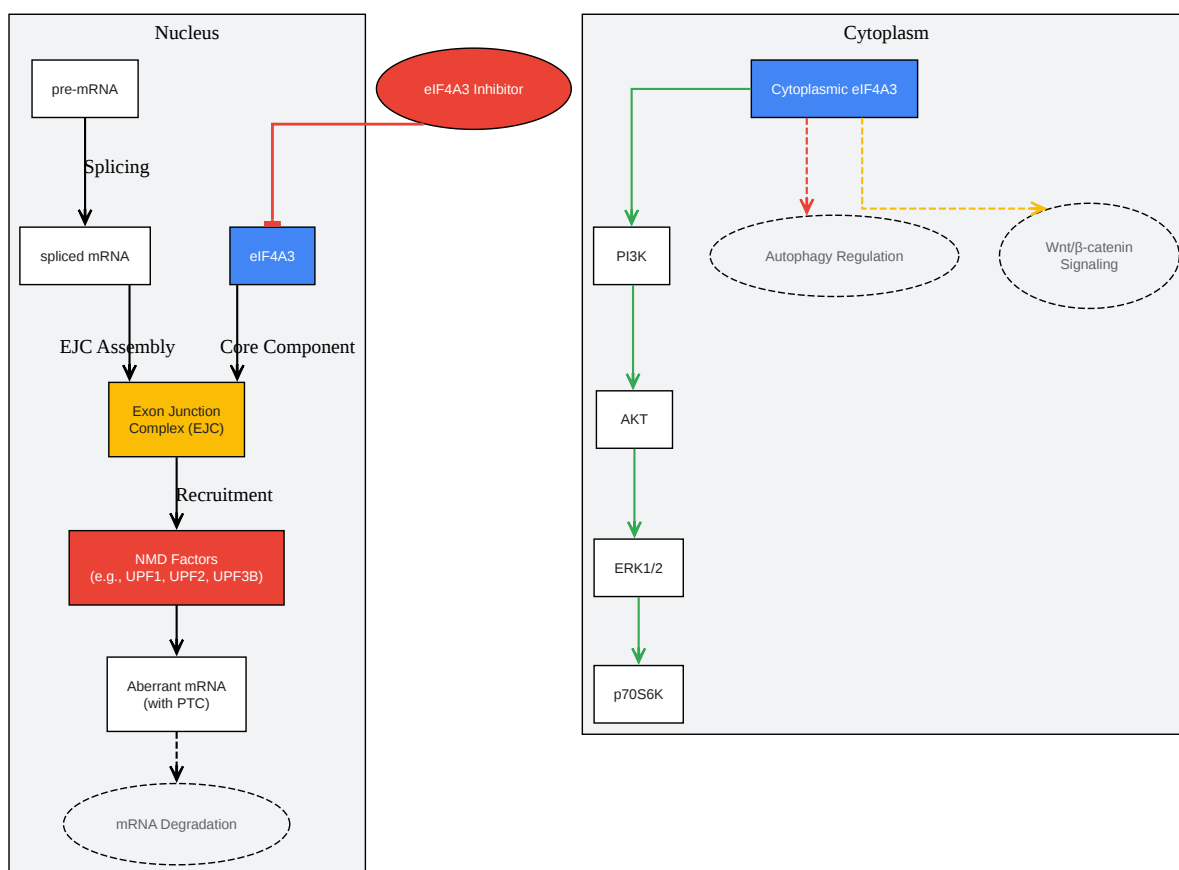 Nucleus
pre-mRNA
Splicing
spliced mRNA
eIF4A3
EJC Assembly
Core Component
Exon Junction
Complex (EJC)
Recruitment
NMD Factors
(e.g., UPF1, UPF2, UPF3B)
Aberrant mRNA
(with PTC)
mRNA Degradation
eIF4A3 Inhibitor
Cytoplasm
Cytoplasmic eIF4A3
PI3K
Autophagy Regulation
Wnt/β-catenin
Signaling
AKT
ERK1/2
p70S6K